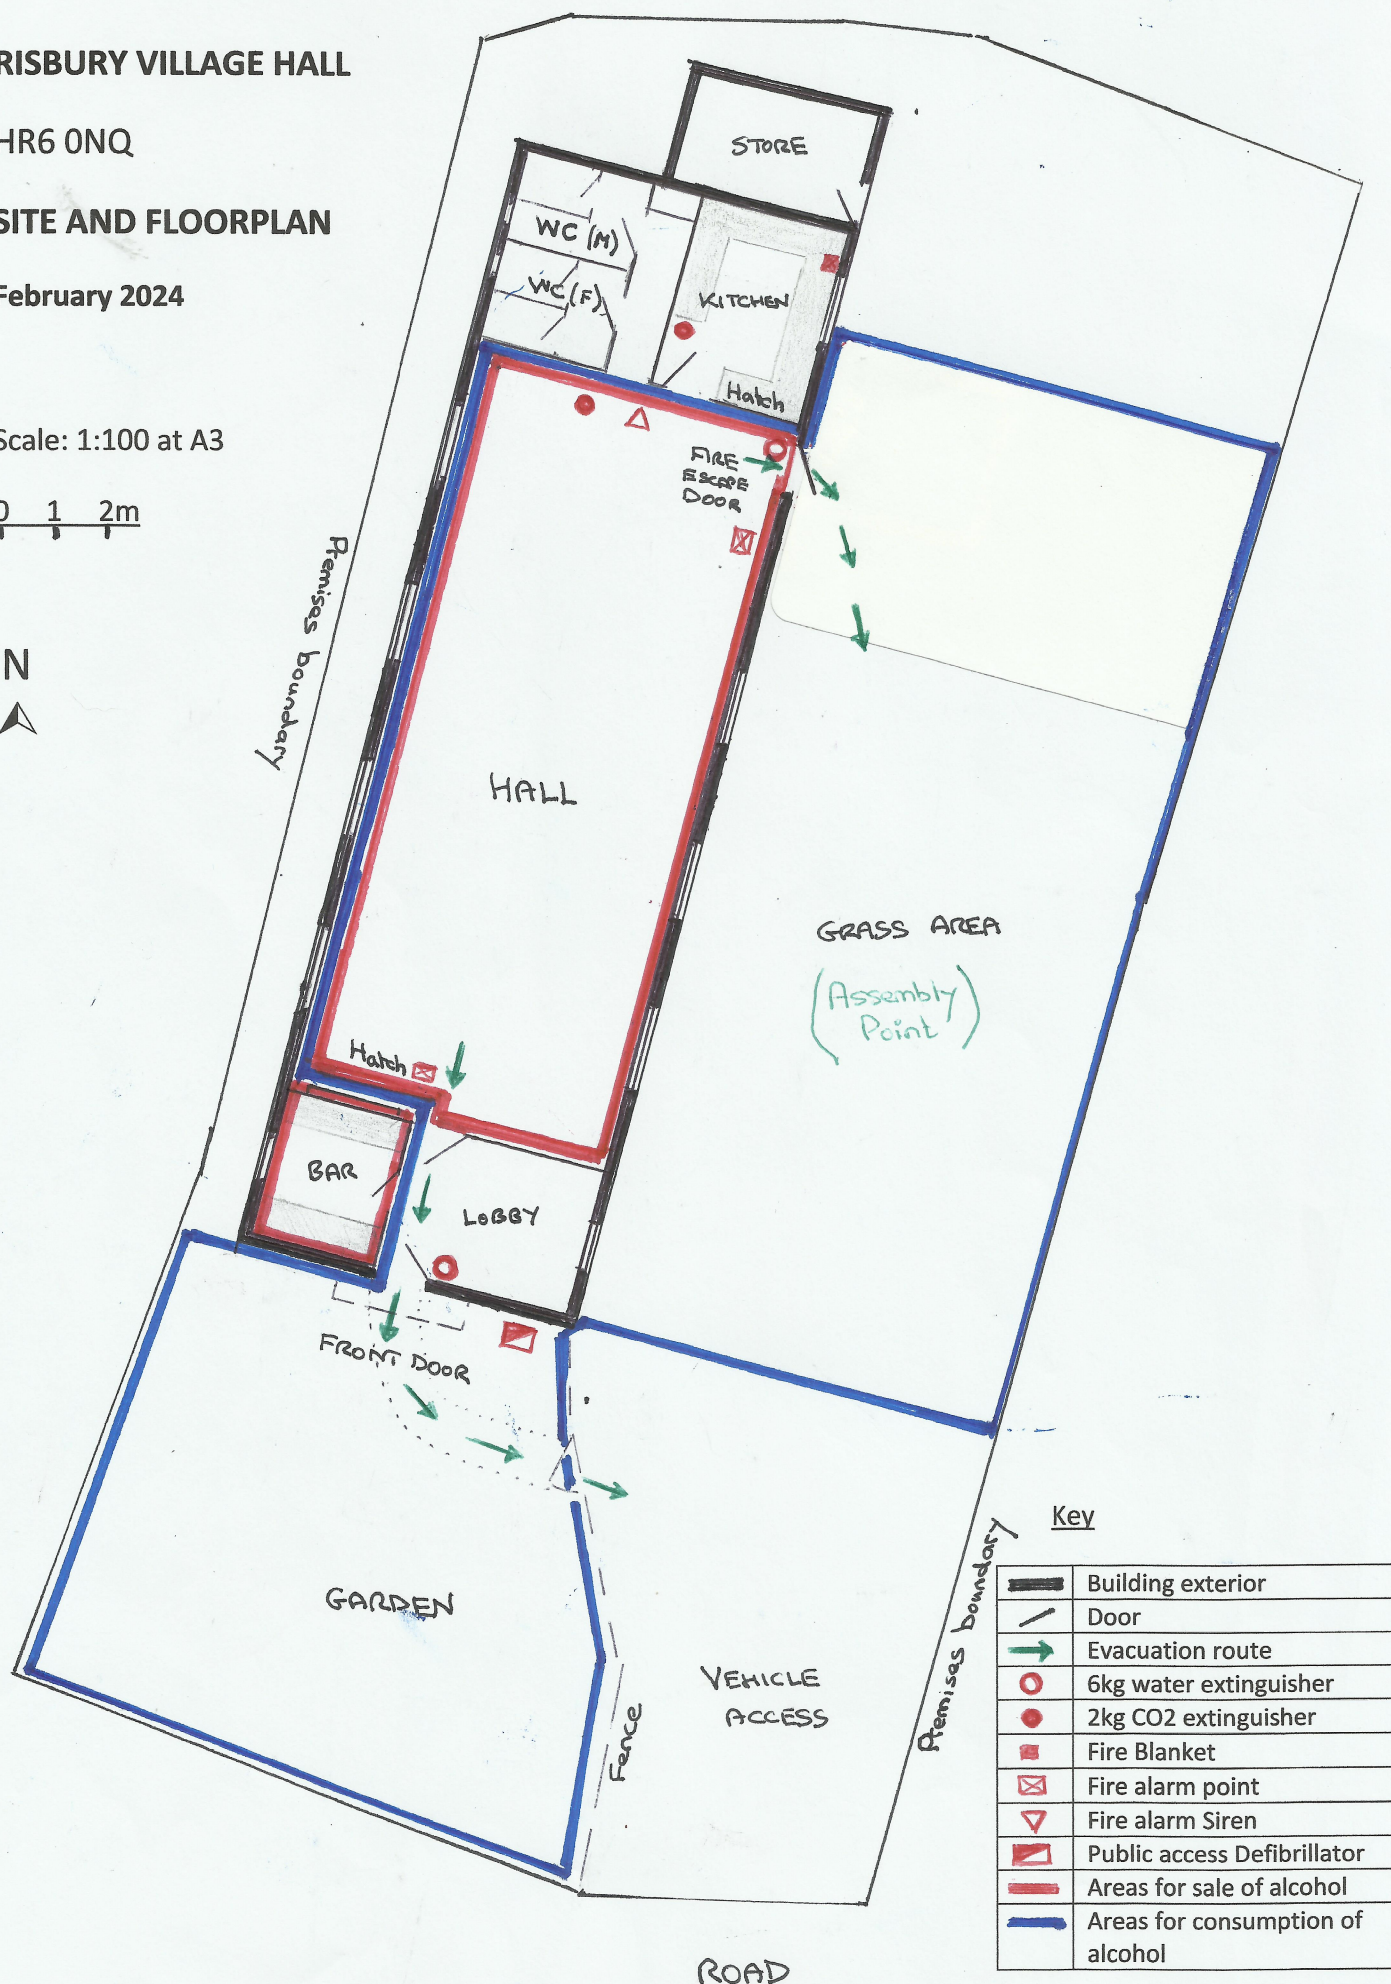 RISBURY VILLAGE HALL
HR6 0NQ
SITE AND FLOORPLAN
February 2024
Scale: 1:100 at A3
0 1 2m
N
STORE
WC (M)
WC (F)
KITCHEN
Hatch
FIRE
ESCAPE
DOOR
Premises boundary
HALL
GRASS AREA
(Assembly
Point)
Hatch
BAR
LOBBY
FRONT DOOR
GARDEN
VEHICLE
ACCESS
Fence
Premises boundary
ROAD
Key
Building exterior
Door
Evacuation route
6kg water extinguisher
2kg CO2 extinguisher
Fire Blanket
Fire alarm point
Fire alarm Siren
Public access Defibrillator
Areas for sale of alcohol
Areas for consumption of
alcohol